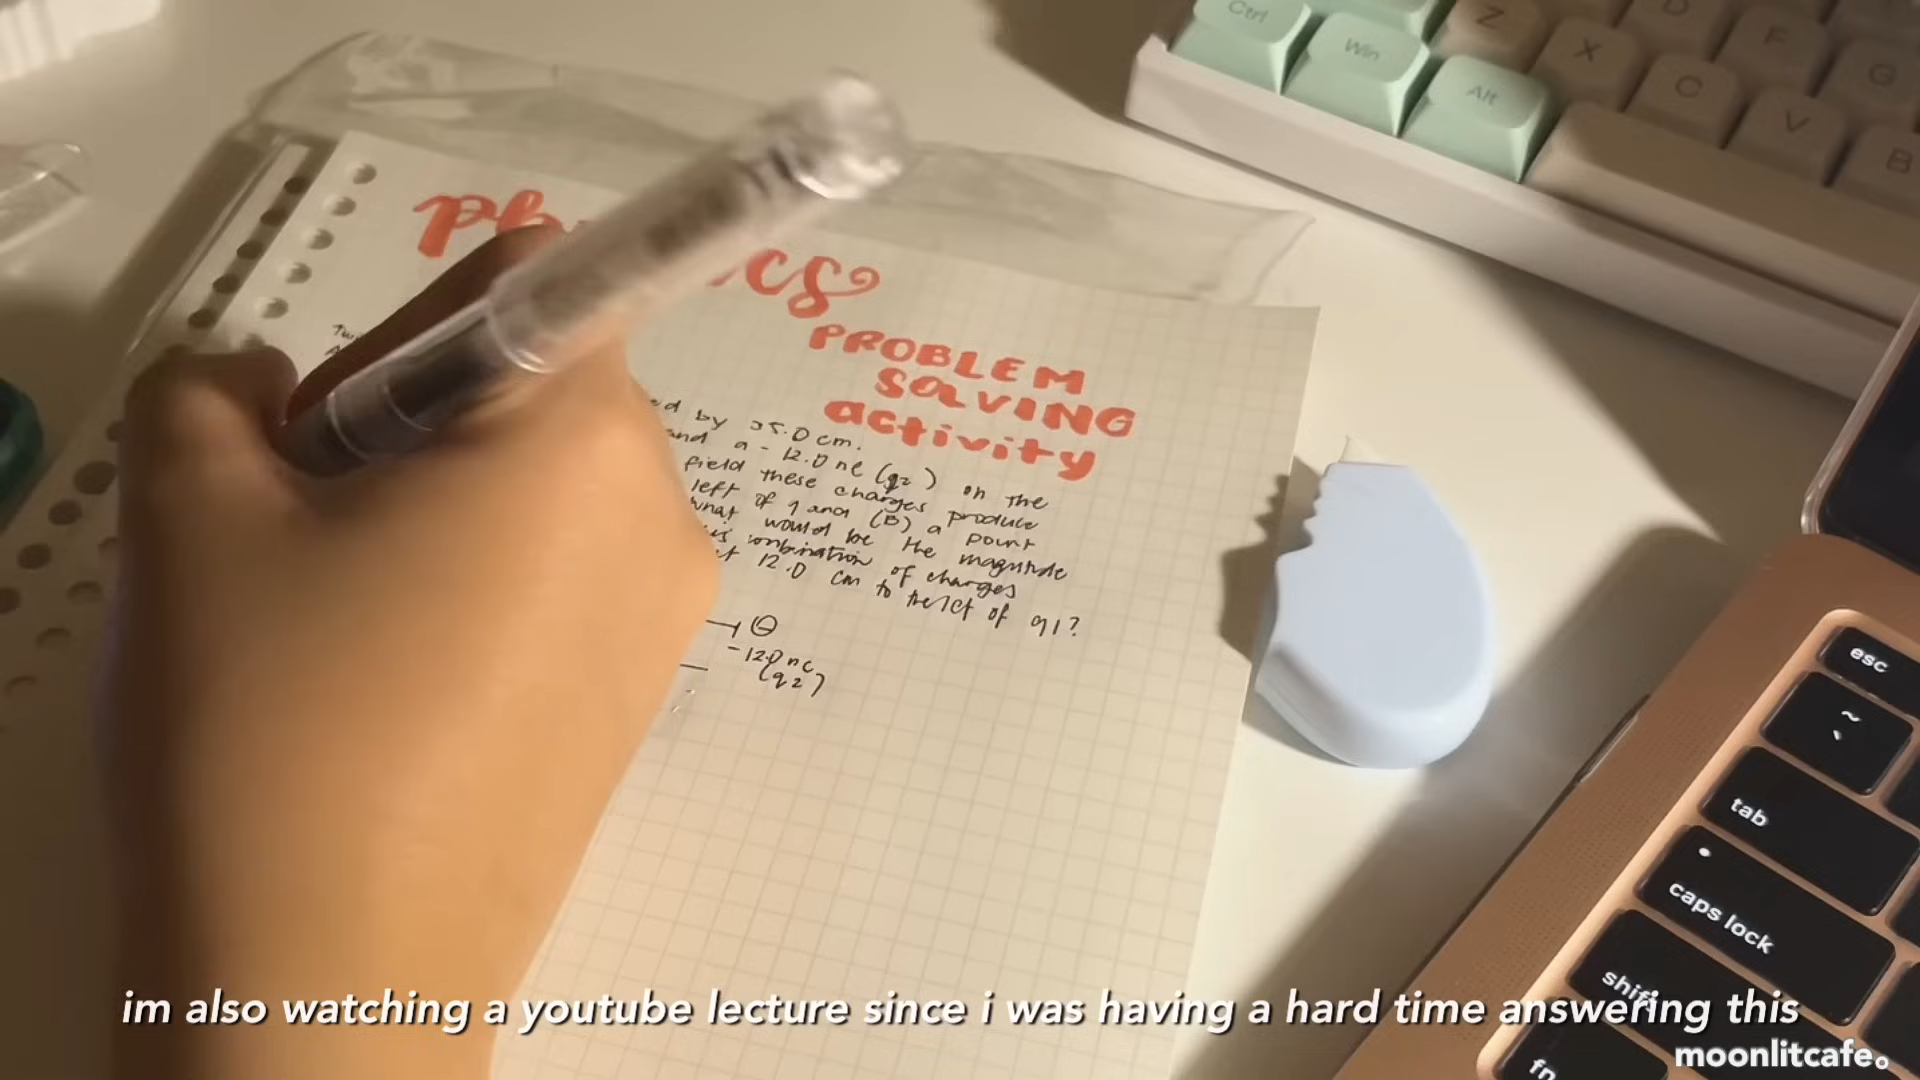 Ctrl
Win
Alt
Z
X
C
V
B
D
F
G
PROBLEM
SOLVING
activity
by 35.0 cm.
and a -12.0 nC (q2) on the
field these charges produce
left of q and (B) a point
what would be the magnitude
combination of charges
12.0 cm to the lct of q1?
-12.0 nc
(q2)
esc
~
`
tab
caps lock
shift
fn
im also watching a youtube lecture since i was having a hard time answering this
moonlitcafe。